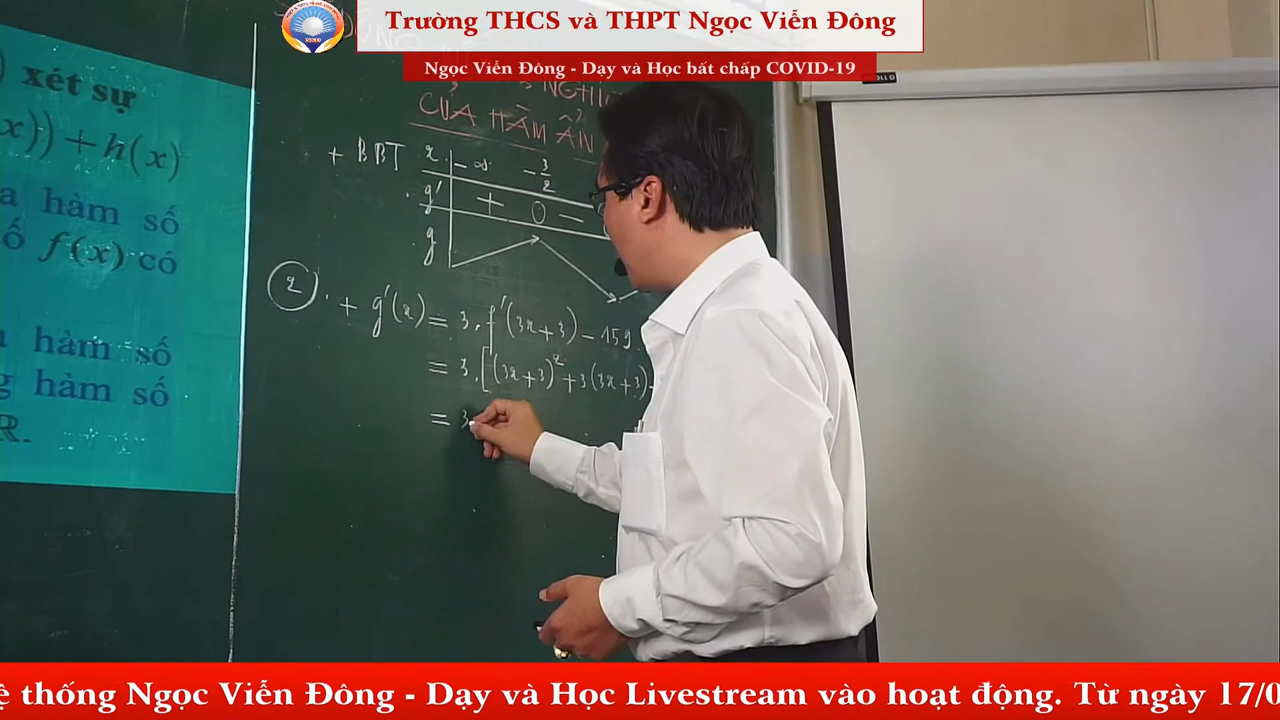 Trường THCS và THPT Ngọc Viễn Đông
Ngọc Viễn Đông - Dạy và Học bất chấp COVID-19
) xét sự
x)) + h(x)
a hàm số
Ố f(x) có
hàm số
g hàm số
R.
NGHI
CỦA HÀM ẨN
+ BBT x -∞ -3/2
g' + 0 -
g
2 + g'(x) = 3.f'(3x+3) - 159
= 3.[(3x+3)² + 3(3x+3) -
= 3
ệ thống Ngọc Viễn Đông - Dạy và Học Livestream vào hoạt động. Từ ngày 17/0